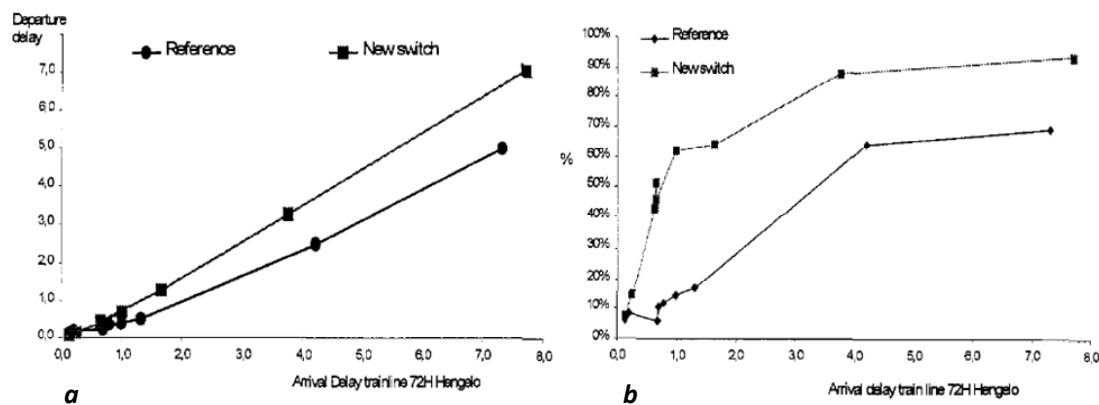 Departure
delay
Reference
New switch
7,0
6,0
5,0
4,0
3,0
2,0
1,0
0,0
0,0 1,0 2,0 3,0 4,0 5,0 6,0 7,0 8,0
Arrival Delay trainline 72H Hengelo
a
Reference
New switch
100%
90%
80%
70%
60%
%
50%
40%
30%
20%
10%
0%
0,0 1,0 2,0 3,0 4,0 5,0 6,0 7,0 8,0
Arrival delay train line 72H Hengelo
b